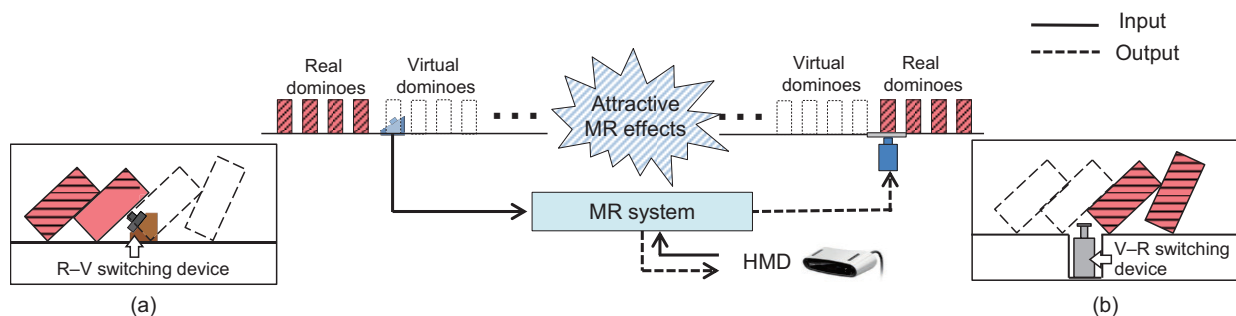 Input
Output
Real
dominoes
Virtual
dominoes
Attractive
MR effects
Virtual
dominoes
Real
dominoes
MR system
HMD
R–V switching device
(a)
V–R switching
device
(b)